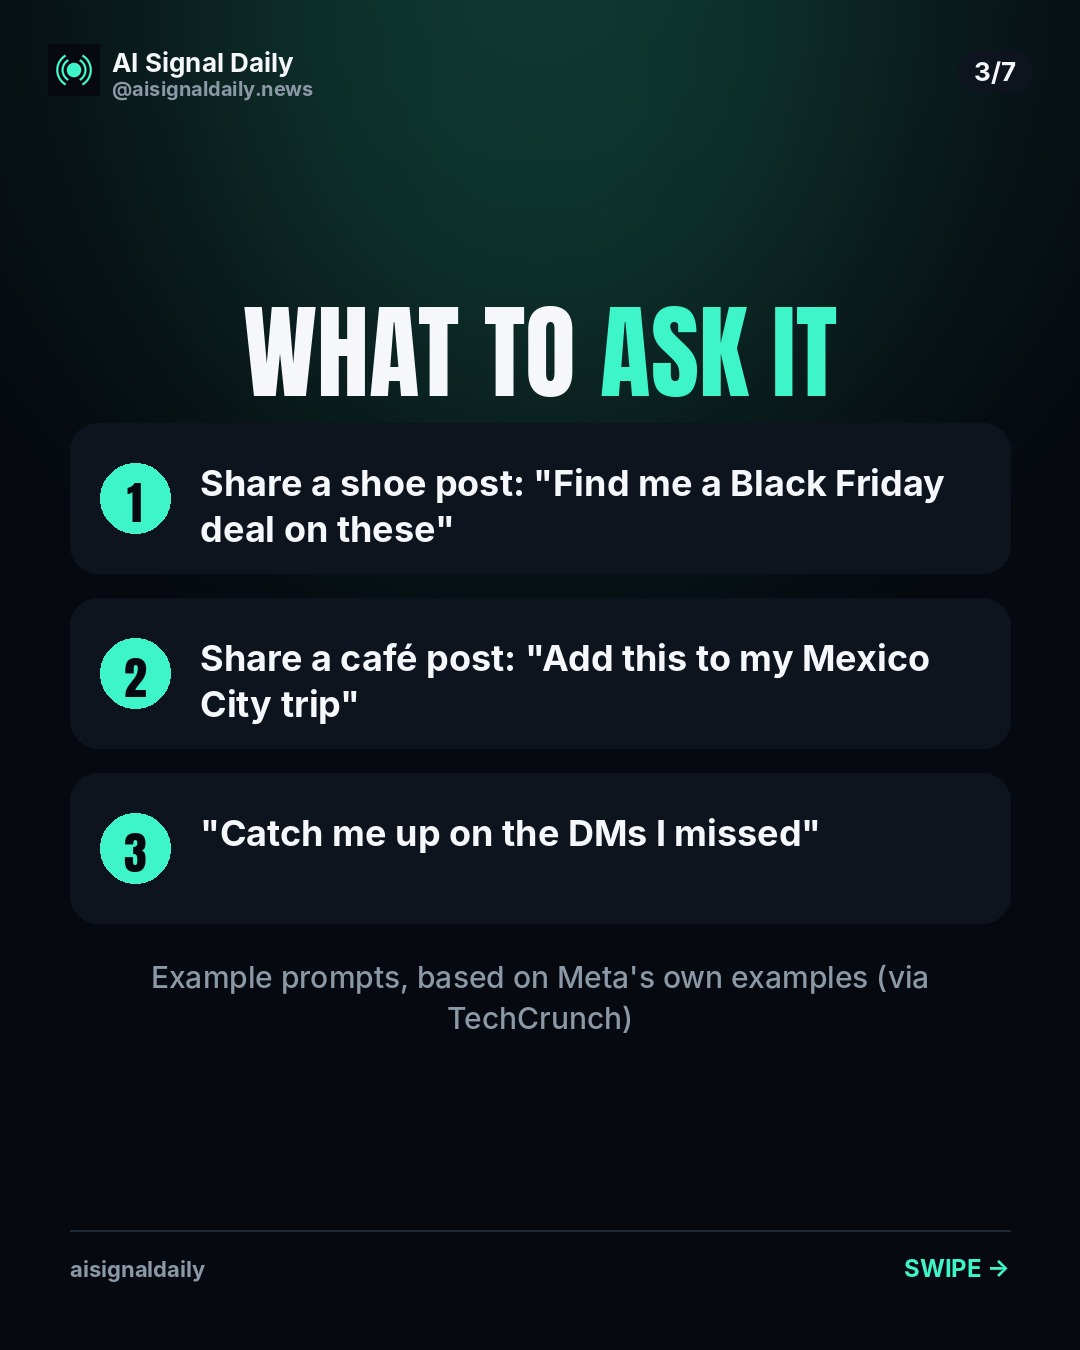 AI Signal Daily
@aisignaldaily.news
3/7
WHAT TO ASK IT
1
Share a shoe post: "Find me a Black Friday
deal on these"
2
Share a café post: "Add this to my Mexico
City trip"
3
"Catch me up on the DMs I missed"
Example prompts, based on Meta's own examples (via
TechCrunch)
aisignaldaily
SWIPE →